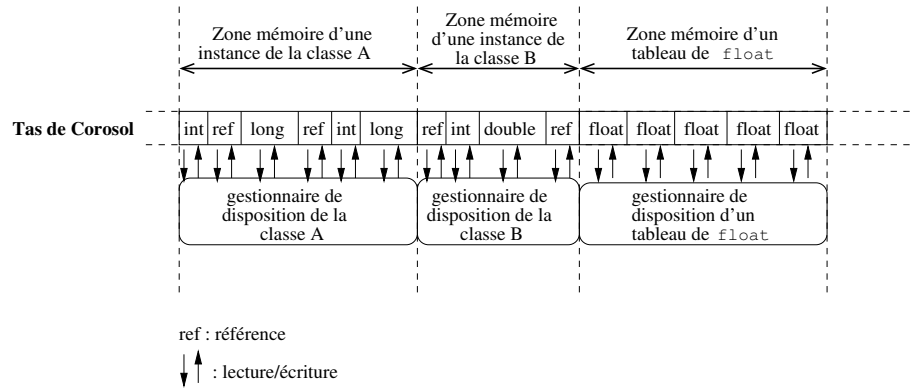 Zone mémoire d'une
instance de la classe A
Zone mémoire
d'une instance de
la classe B
Zone mémoire d'un
tableau de float
Tas de Corosol
int ref long ref int long ref int double ref float float float float float
gestionnaire de
disposition de la
classe A
gestionnaire de
disposition de la
classe B
gestionnaire de
disposition d'un
tableau de float
ref : référence
: lecture/écriture